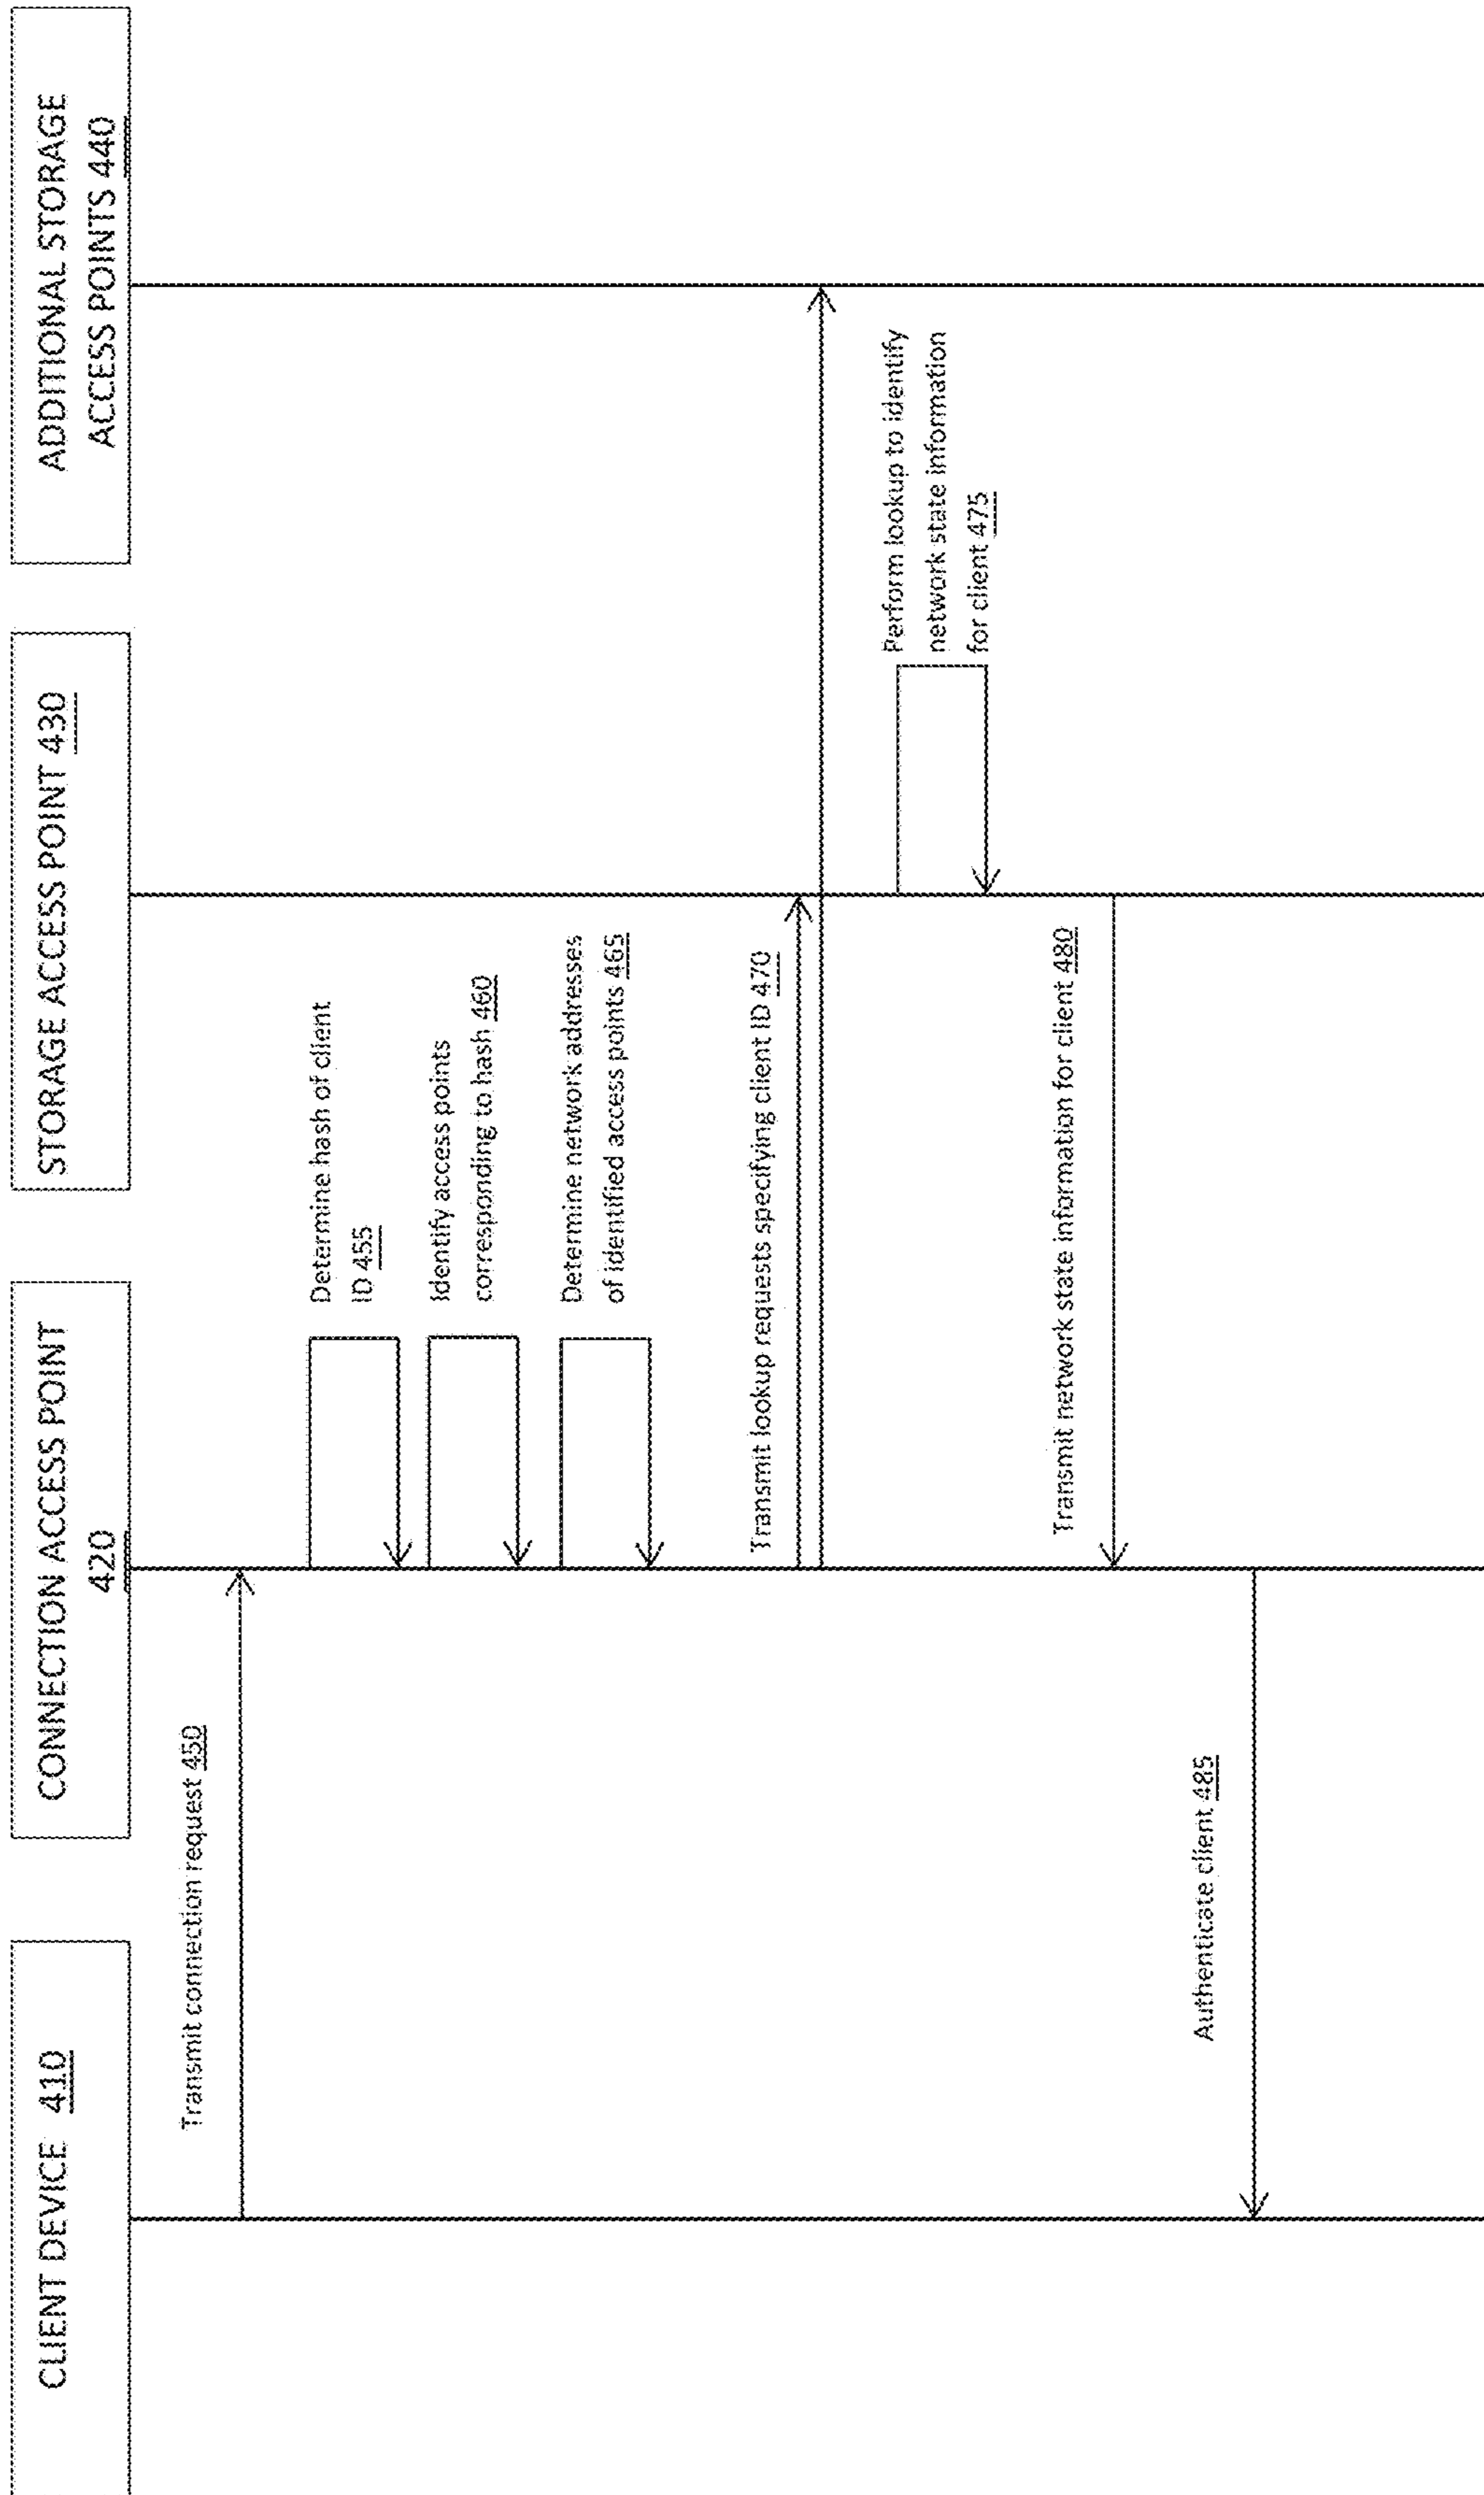 CLIENT DEVICE 410
CONNECTION ACCESS POINT
420
STORAGE ACCESS POINT 430
ADDITIONAL STORAGE
ACCESS POINTS 440
Transmit connection request 450
Determine hash of client
ID 455
Identify access points
corresponding to hash 460
Determine network addresses
of identified access points 465
Transmit lookup requests specifying client ID 470
Perform lookup to identify
network state information
for client 475
Transmit network state information for client 480
Authenticate client 485